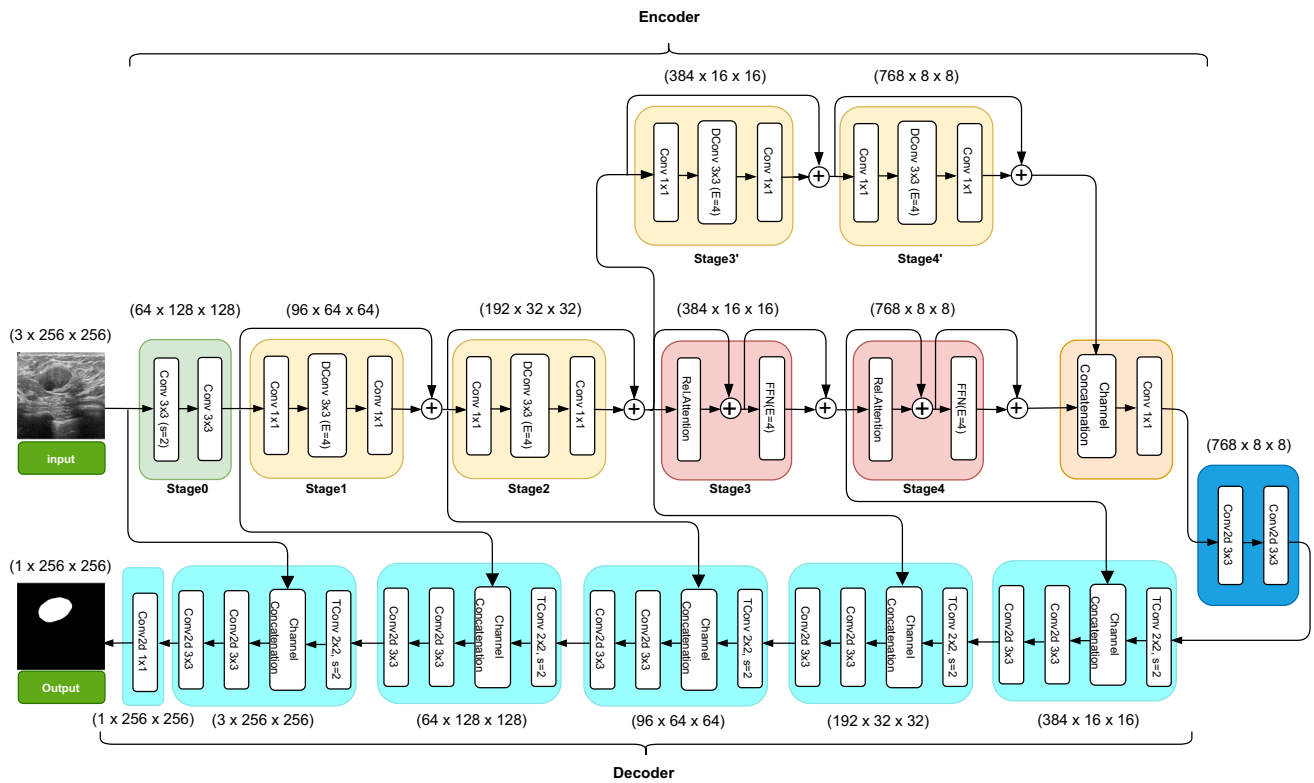 Encoder
(384 x 16 x 16)
(768 x 8 x 8)
Conv 1x1
DConv 3x3 (E=4)
Conv 1x1
+
Conv 1x1
DConv 3x3 (E=4)
Conv 1x1
+
Stage3'
Stage4'
(3 x 256 x 256)
(64 x 128 x 128)
(96 x 64 x 64)
(192 x 32 x 32)
(384 x 16 x 16)
(768 x 8 x 8)
input
Conv 3x3 (s=2)
Conv 3x3
Stage0
Conv 1x1
DConv 3x3 (E=4)
Conv 1x1
Stage1
+
Conv 1x1
DConv 3x3 (E=4)
Conv 1x1
Stage2
+
Rel.Attention
+
FFN(E=4)
Stage3
+
Rel.Attention
+
FFN(E=4)
Stage4
+
Channel
Concatenation
Conv 1x1
(768 x 8 x 8)
Conv2d 3x3
Conv2d 3x3
(1 x 256 x 256)
Output
Conv2d 1x1
(1 x 256 x 256)
Conv2d 3x3
Conv2d 3x3
Channel
Concatenation
TConv 2x2, s=2
(3 x 256 x 256)
Conv2d 3x3
Conv2d 3x3
Channel
Concatenation
TConv 2x2, s=2
(64 x 128 x 128)
Conv2d 3x3
Conv2d 3x3
Channel
Concatenation
TConv 2x2, s=2
(96 x 64 x 64)
Conv2d 3x3
Conv2d 3x3
Channel
Concatenation
TConv 2x2, s=2
(192 x 32 x 32)
Conv2d 3x3
Conv2d 3x3
Channel
Concatenation
TConv 2x2, s=2
(384 x 16 x 16)
Decoder